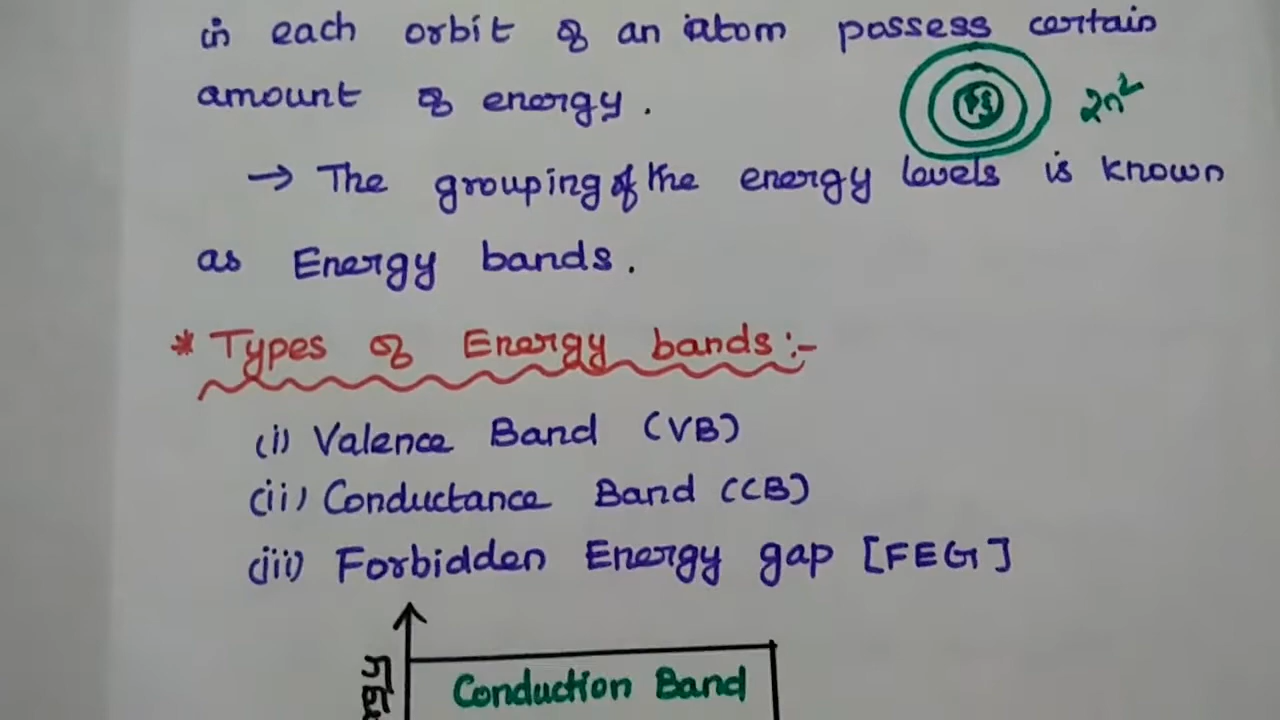 in each orbit of an atom possess certain
amount of energy.
2n²
→ The grouping of the energy levels is known
as Energy bands.
* Types of Energy bands:-
(i) Valence Band (VB)
(ii) Conductance Band (CB)
(iii) Forbidden Energy gap [FEG]
Conduction Band